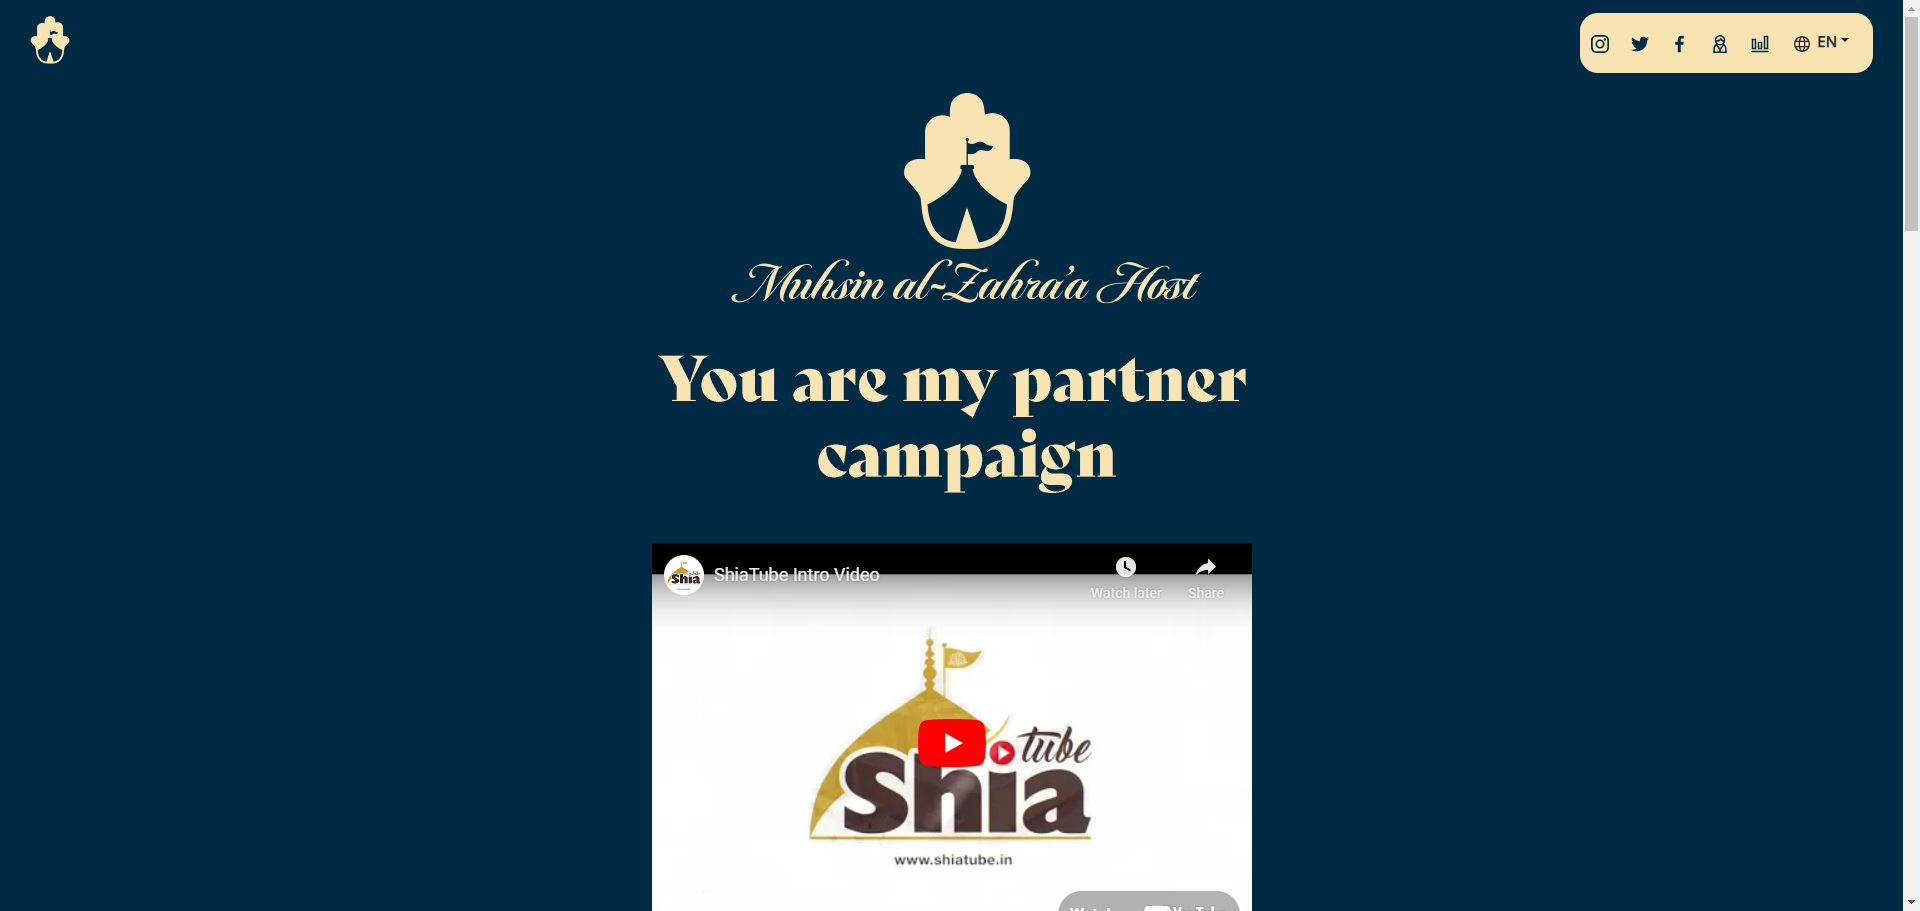 EN
Muhsin al-Zahra'a Host
You are my partner
campaign
ShiaTube Intro Video
Watch later
Share
Shia
tube
Shia
www.shiatube.in